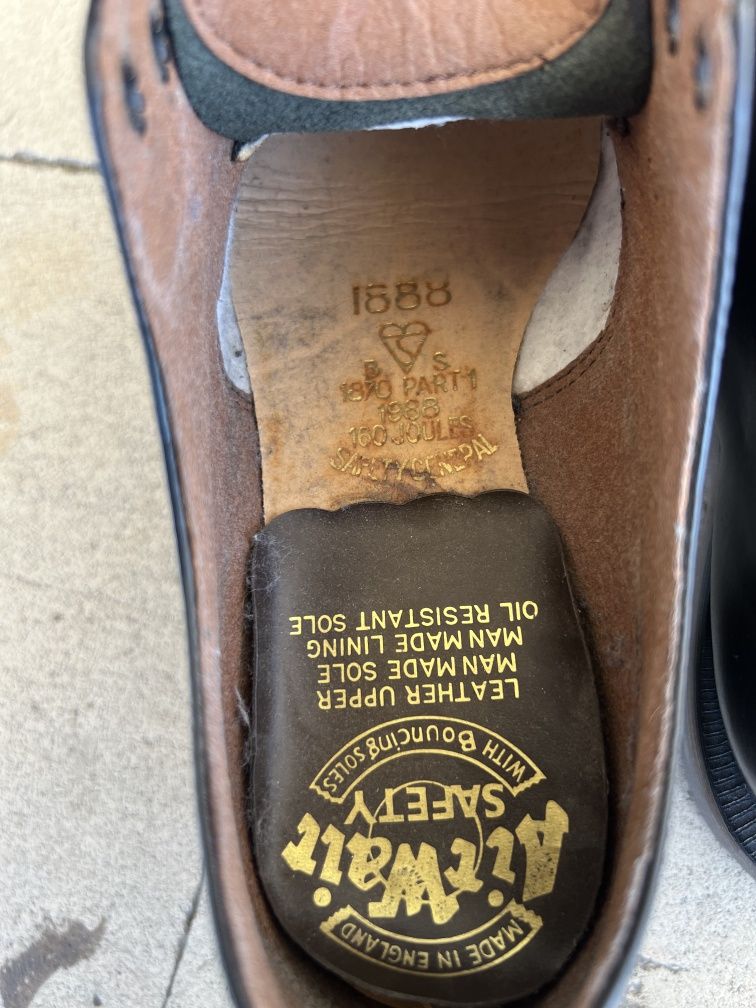 1888
B S
1870 PART 1
1988
160 JOULES
SAFETY GENERAL
MADE IN ENGLAND
AirWair
SAFETY
WITH Bouncing SOLES
LEATHER UPPER
MAN MADE SOLE
MAN MADE LINING
OIL RESISTANT SOLE